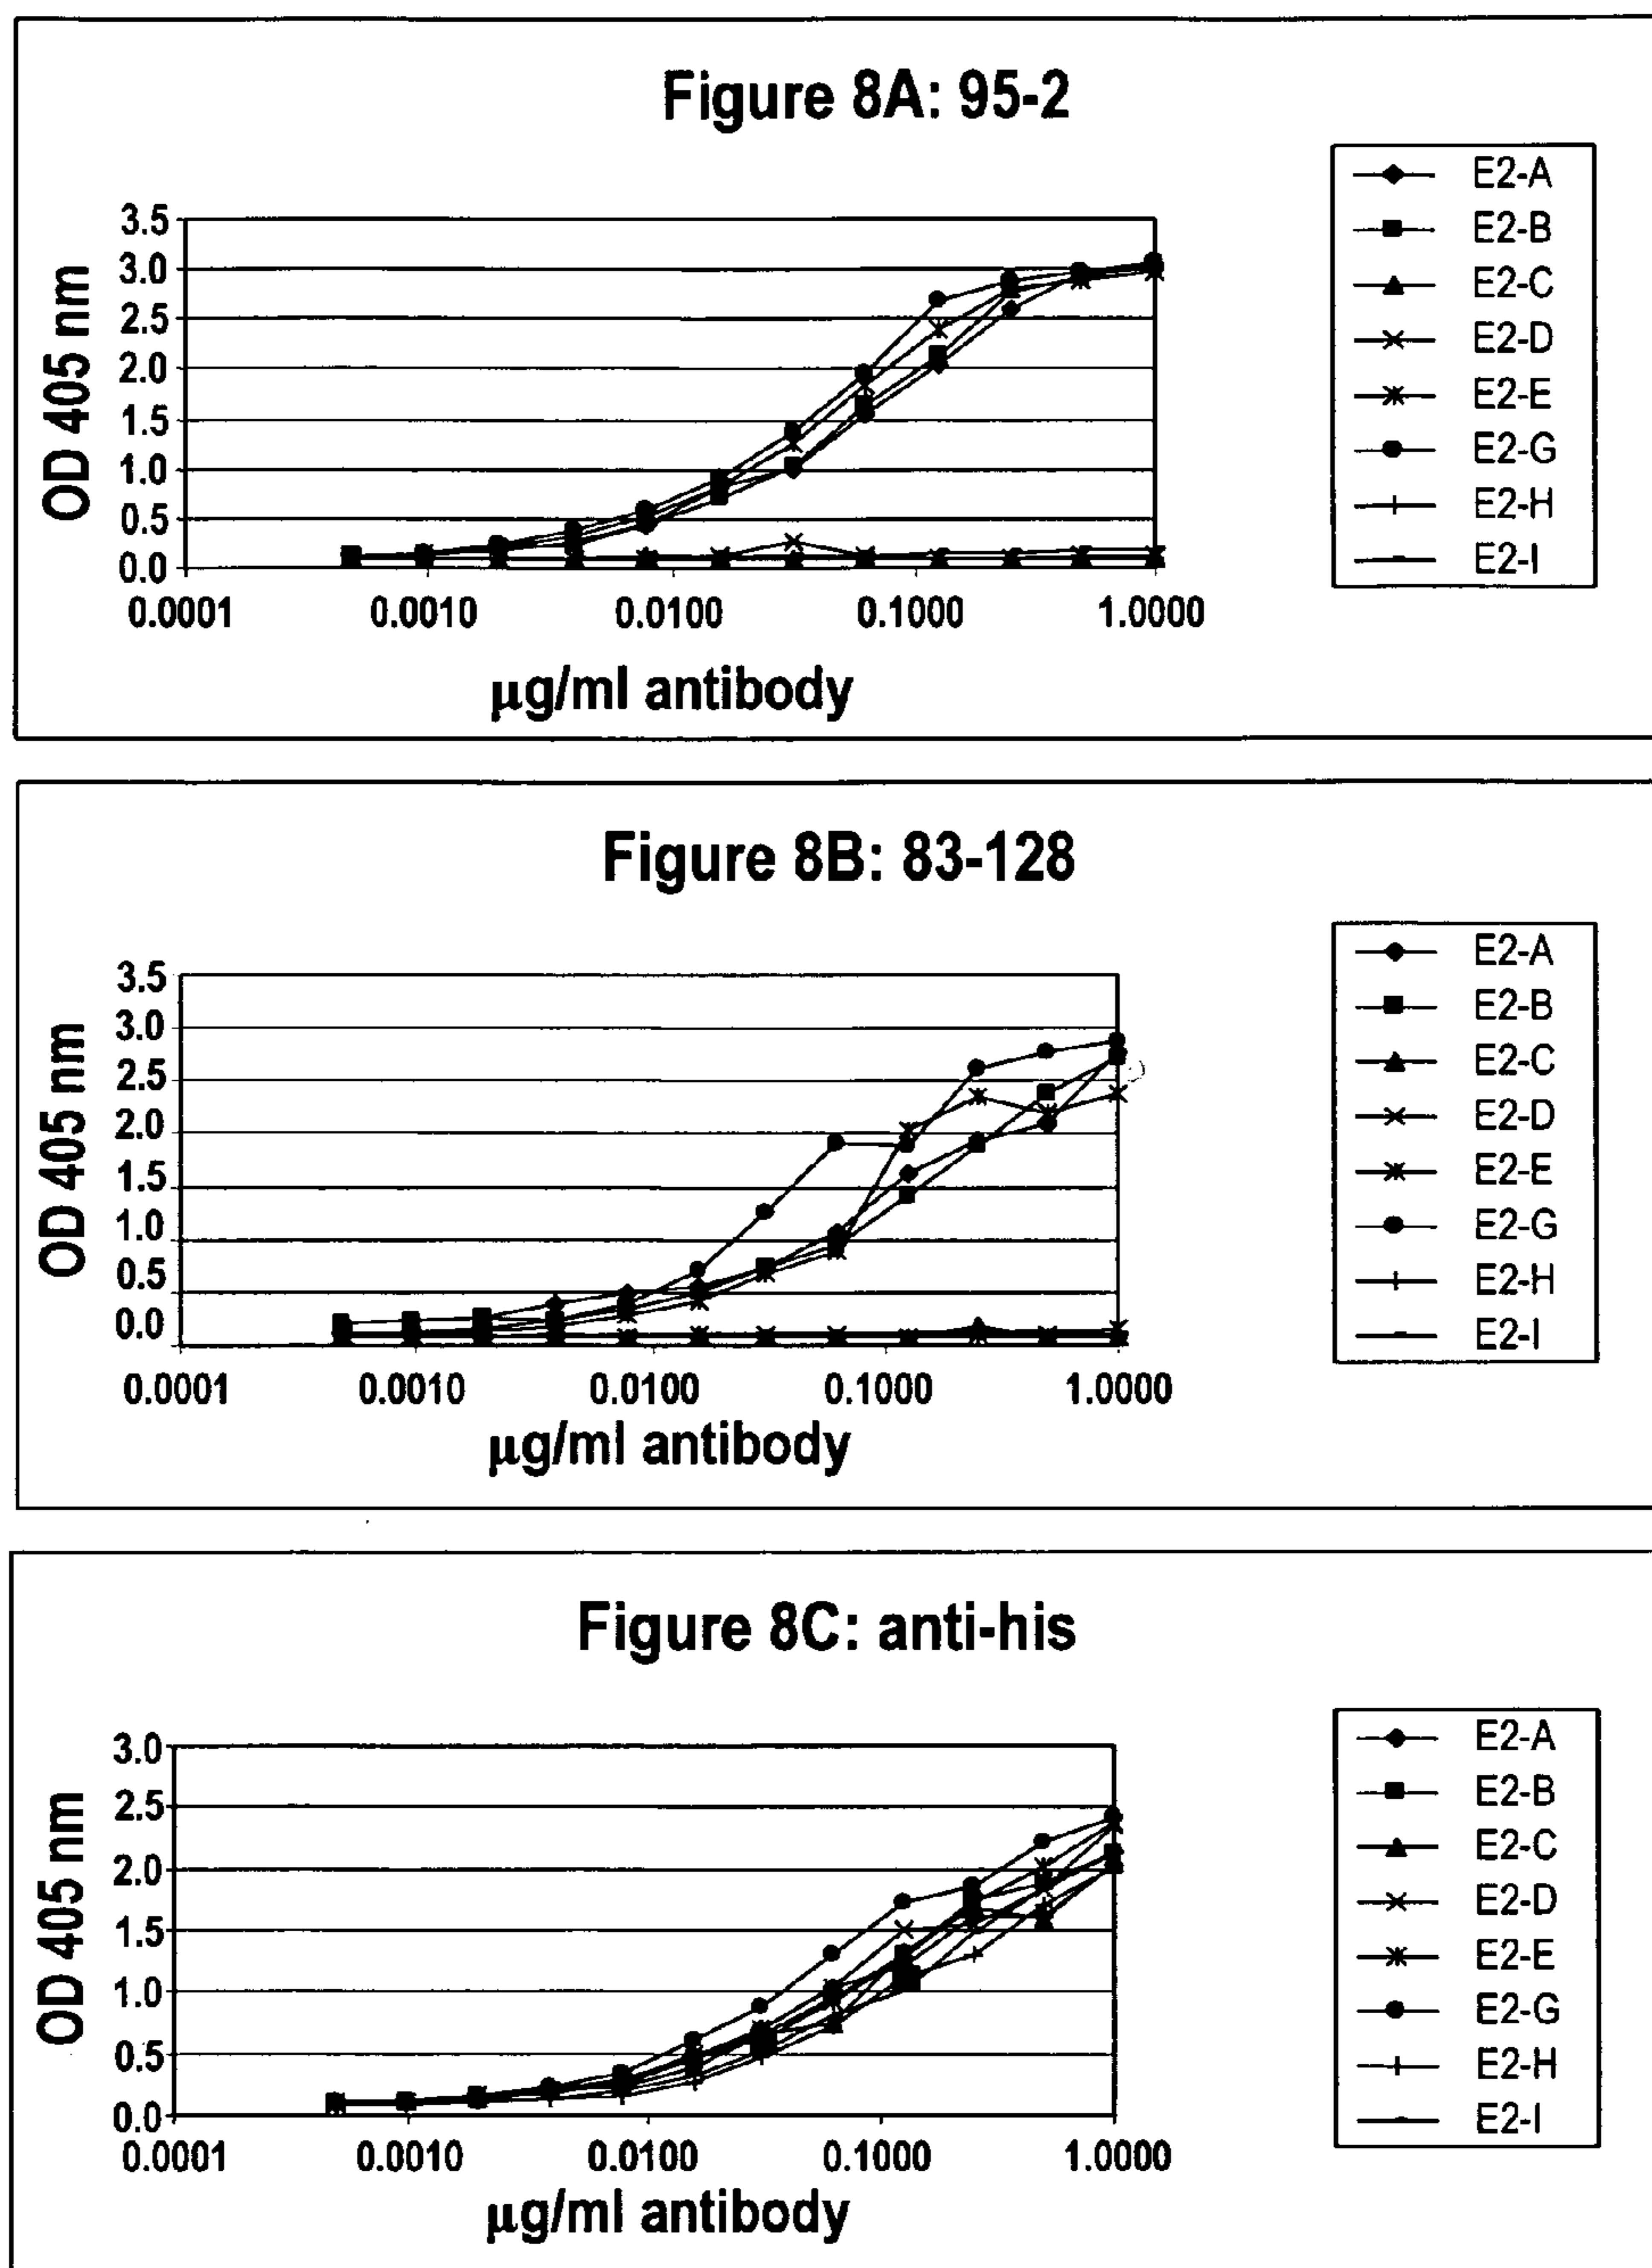 Figure 8A: 95-2
OD 405 nm
3.5
3.0
2.5
2.0
1.5
1.0
0.5
0.0
0.0001 0.0010 0.0100 0.1000 1.0000
µg/ml antibody
E2-A
E2-B
E2-C
E2-D
E2-E
E2-G
E2-H
E2-I
Figure 8B: 83-128
OD 405 nm
3.5
3.0
2.5
2.0
1.5
1.0
0.5
0.0
0.0001 0.0010 0.0100 0.1000 1.0000
µg/ml antibody
E2-A
E2-B
E2-C
E2-D
E2-E
E2-G
E2-H
E2-I
Figure 8C: anti-his
OD 405 nm
3.0
2.5
2.0
1.5
1.0
0.5
0.0
0.0001 0.0010 0.0100 0.1000 1.0000
µg/ml antibody
E2-A
E2-B
E2-C
E2-D
E2-E
E2-G
E2-H
E2-I